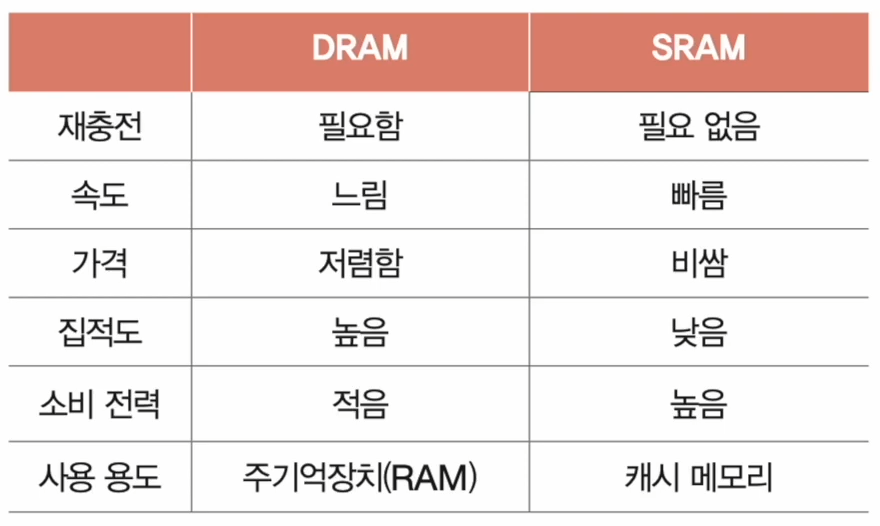 DRAM SRAM
재충전 필요함 필요 없음
속도 느림 빠름
가격 저렴함 비쌈
집적도 높음 낮음
소비 전력 적음 높음
사용 용도 주기억장치(RAM) 캐시 메모리